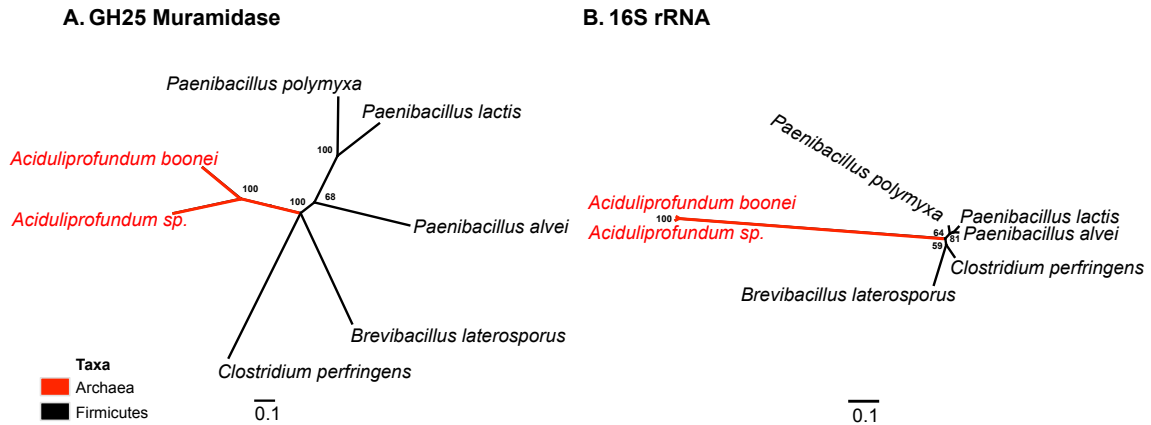 A. GH25 Muramidase
Paenibacillus polymyxa
Paenibacillus lactis
Aciduliprofundum boonei
100
100
100
68
Aciduliprofundum sp.
Paenibacillus alvei
Brevibacillus laterosporus
Clostridium perfringens
Taxa
Archaea
Firmicutes
0.1
B. 16S rRNA
Paenibacillus polymyxa
Aciduliprofundum boonei
100
Aciduliprofundum sp.
Paenibacillus lactis
64
81
Paenibacillus alvei
59
Clostridium perfringens
Brevibacillus laterosporus
0.1